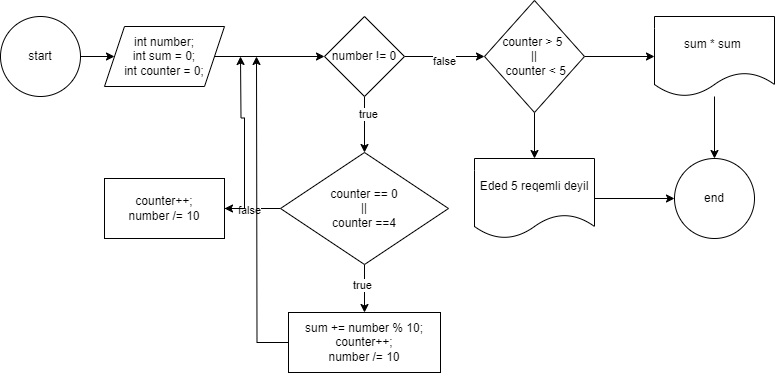 start
int number;
int sum = 0;
int counter = 0;
number != 0
false
counter > 5
||
counter < 5
sum * sum
true
counter++;
number /= 10
false
counter == 0
||
counter ==4
Eded 5 reqemli deyil
end
true
sum += number % 10;
counter++;
number /= 10